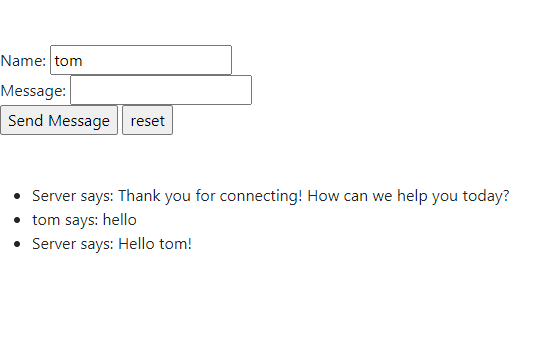 Name: tom
Message:
Send Message reset
Server says: Thank you for connecting! How can we help you today?
tom says: hello
Server says: Hello tom!